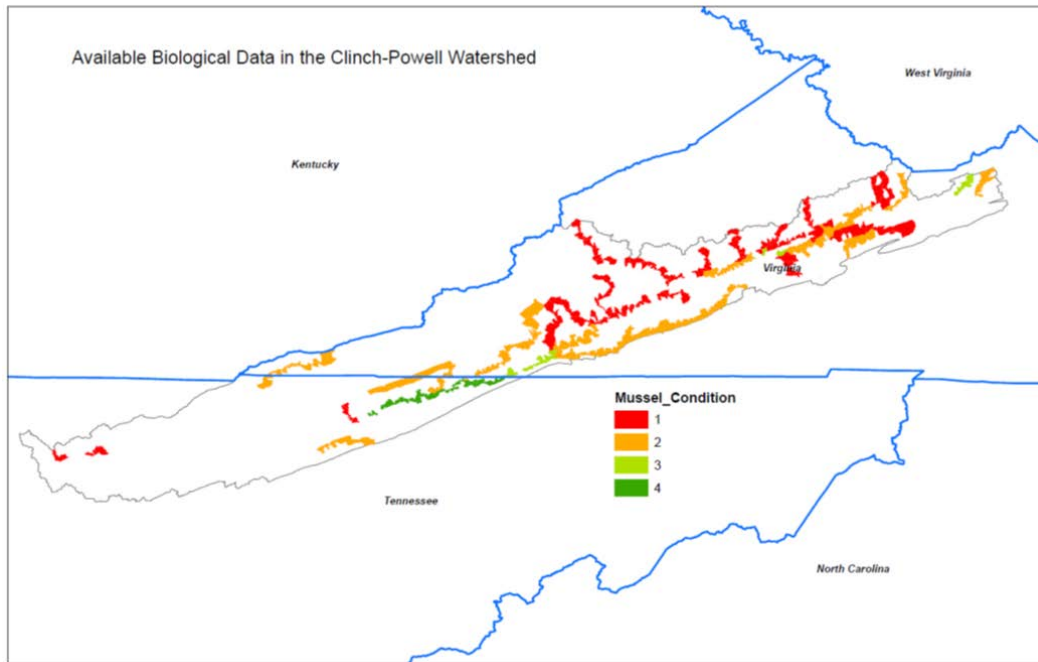 Available Biological Data in the Clinch-Powell Watershed
West Virginia
Kentucky
Virginia
Mussel_Condition
1
2
3
4
Tennessee
North Carolina